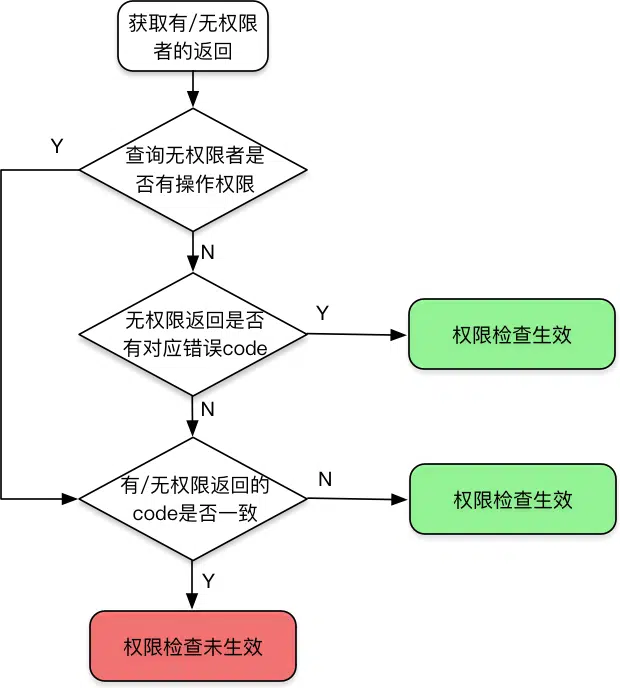 获取有/无权限
者的返回
Y
查询无权限者是
否有操作权限
N
无权限返回是否
有对应错误code
Y
权限检查生效
N
有/无权限返回的
code是否一致
N
权限检查生效
Y
权限检查未生效